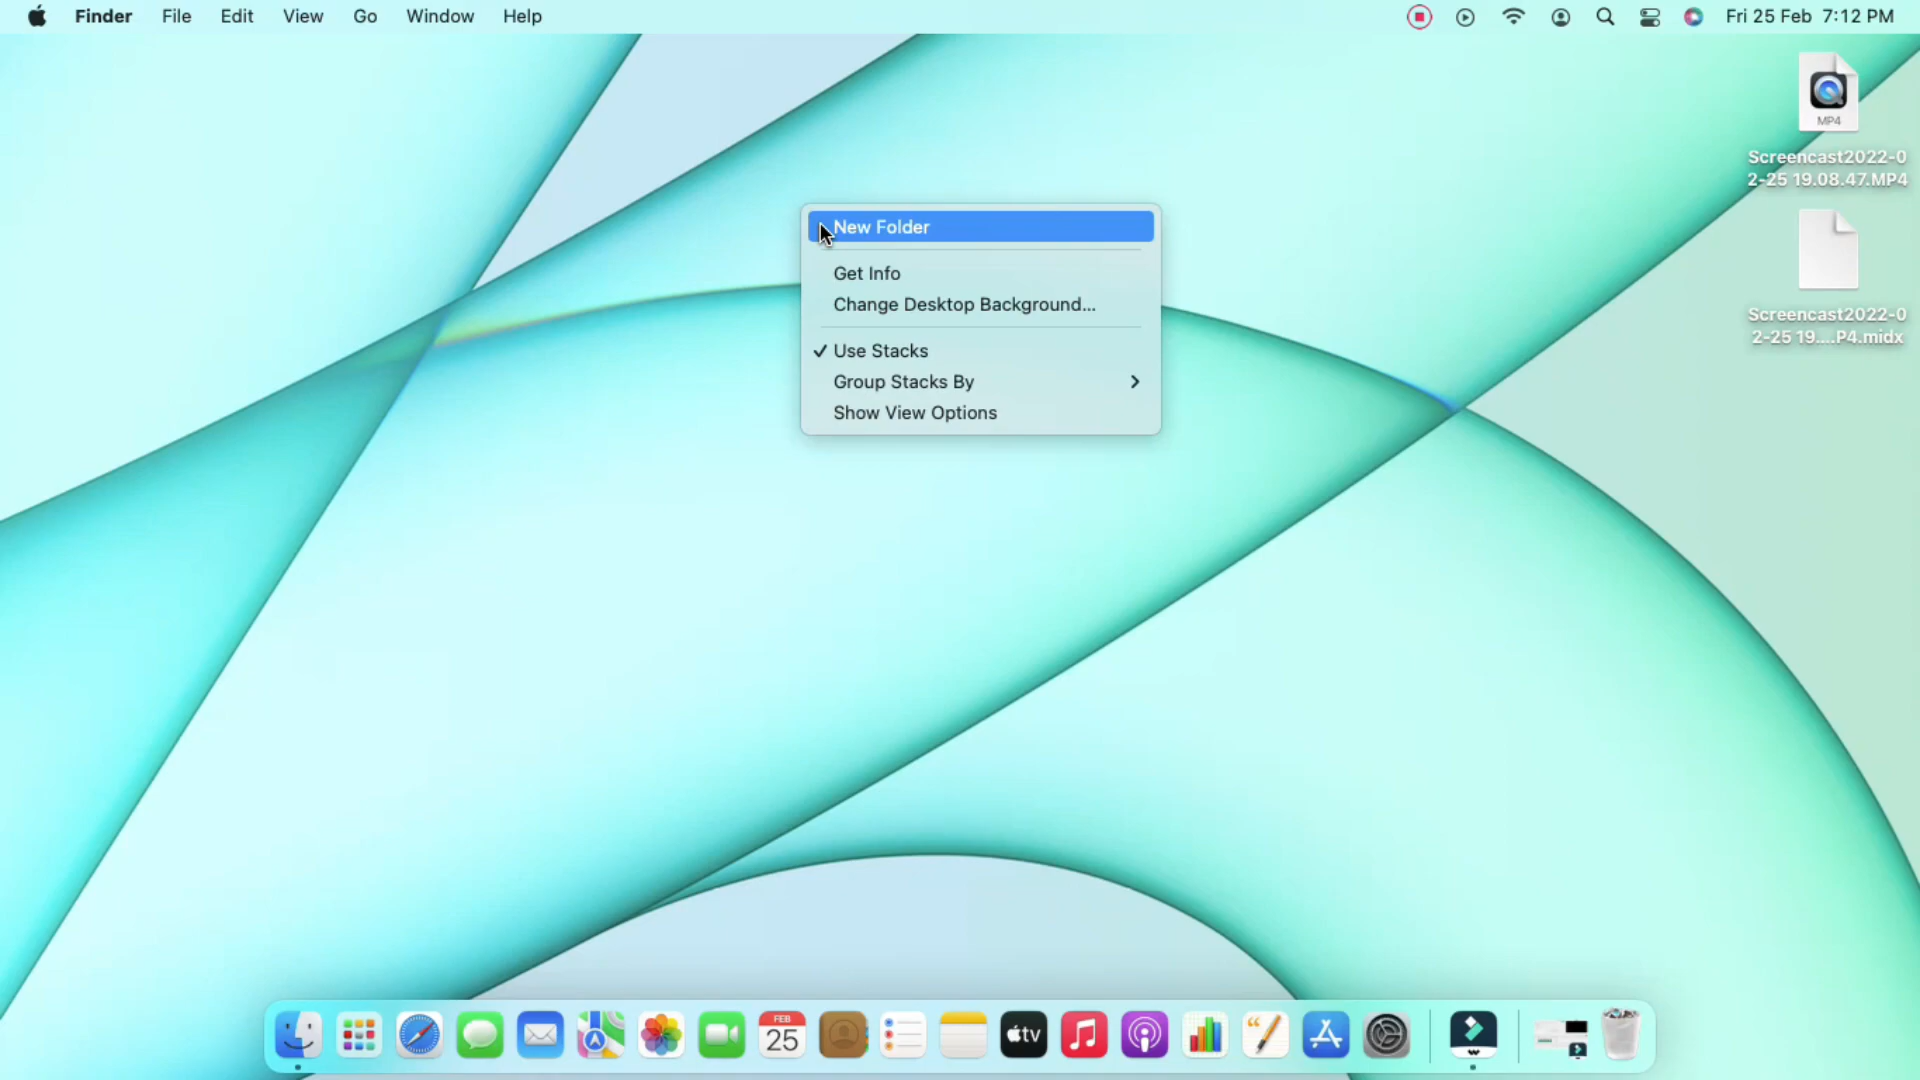 Finder File Edit View Go Window Help Fri 25 Feb 7:12 PM
MP4
Screencast2022-0
2-25 19.08.47.MP4
Screencast2022-0
2-25 19....P4.midx
New Folder
Get Info
Change Desktop Background...
Use Stacks
Group Stacks By
Show View Options
FEB
25
tv